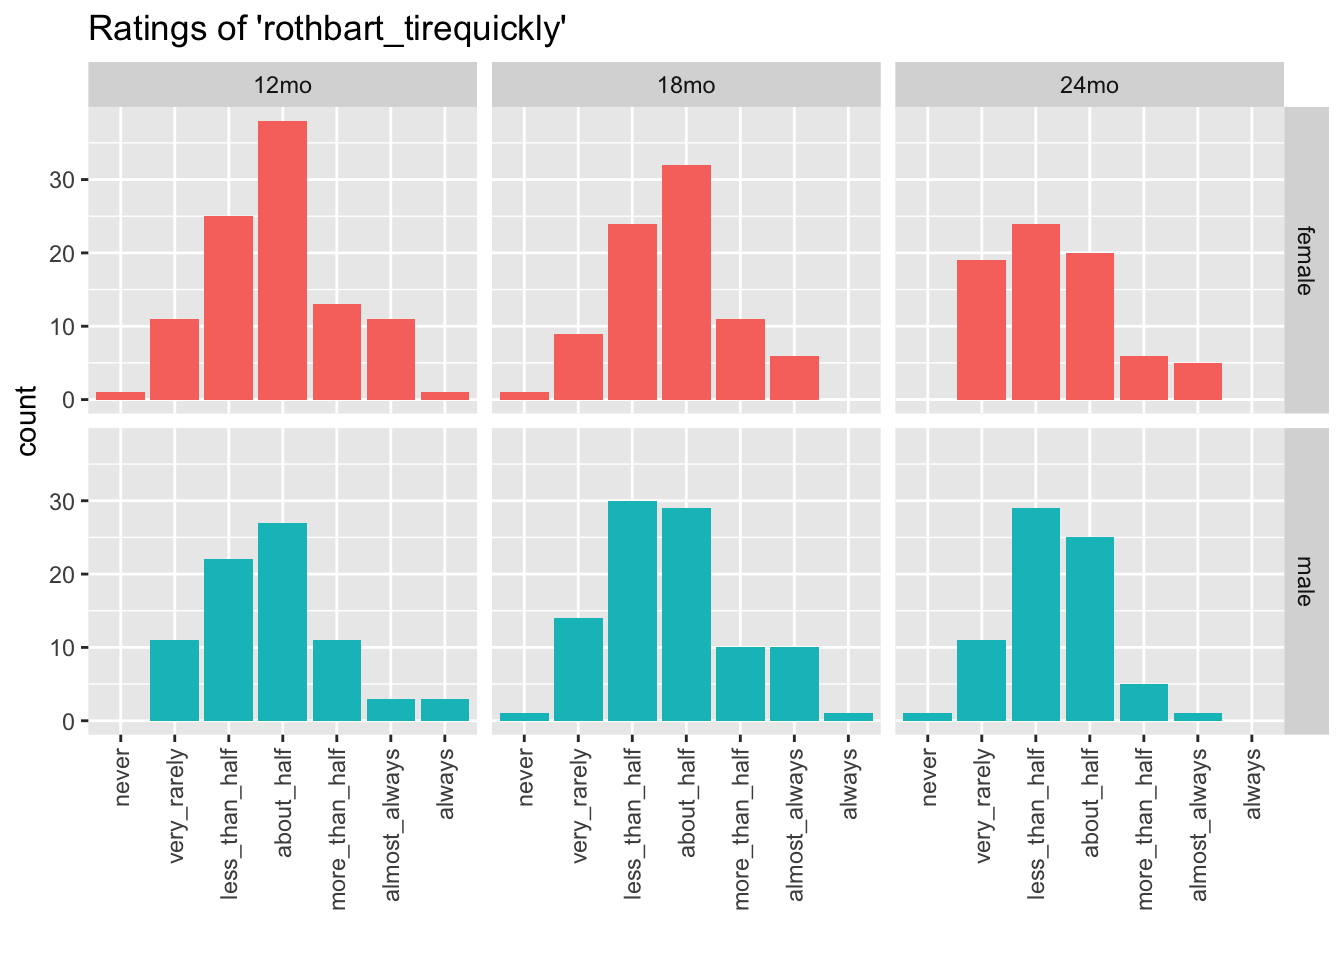 Ratings of 'rothbart_tirequickly'
12mo
18mo
24mo
count
30
20
10
0
female
30
20
10
0
male
never
very_rarely
less_than_half
about_half
more_than_half
almost_always
always
never
very_rarely
less_than_half
about_half
more_than_half
almost_always
always
never
very_rarely
less_than_half
about_half
more_than_half
almost_always
always